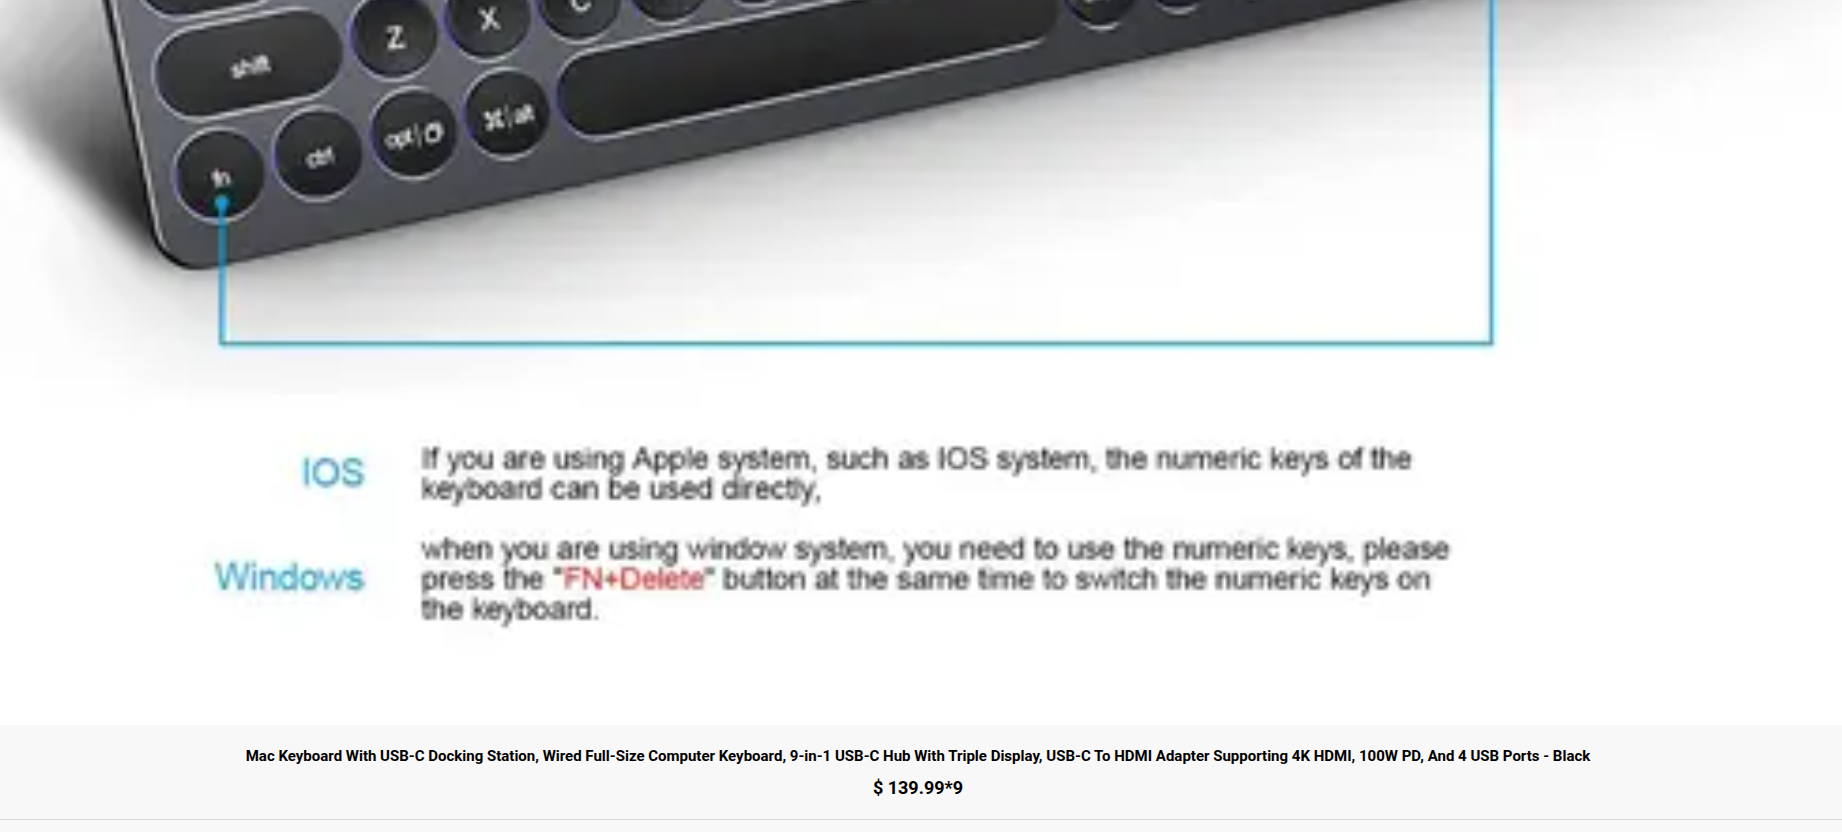 Z
X
C
shift
fn
ctrl
opt
⌘|alt
IOS
If you are using Apple system, such as IOS system, the numeric keys of the
keyboard can be used directly,
Windows
when you are using window system, you need to use the numeric keys, please
press the "FN+Delete" button at the same time to switch the numeric keys on
the keyboard.
Mac Keyboard With USB-C Docking Station, Wired Full-Size Computer Keyboard, 9-in-1 USB-C Hub With Triple Display, USB-C To HDMI Adapter Supporting 4K HDMI, 100W PD, And 4 USB Ports - Black
$ 139.99*9